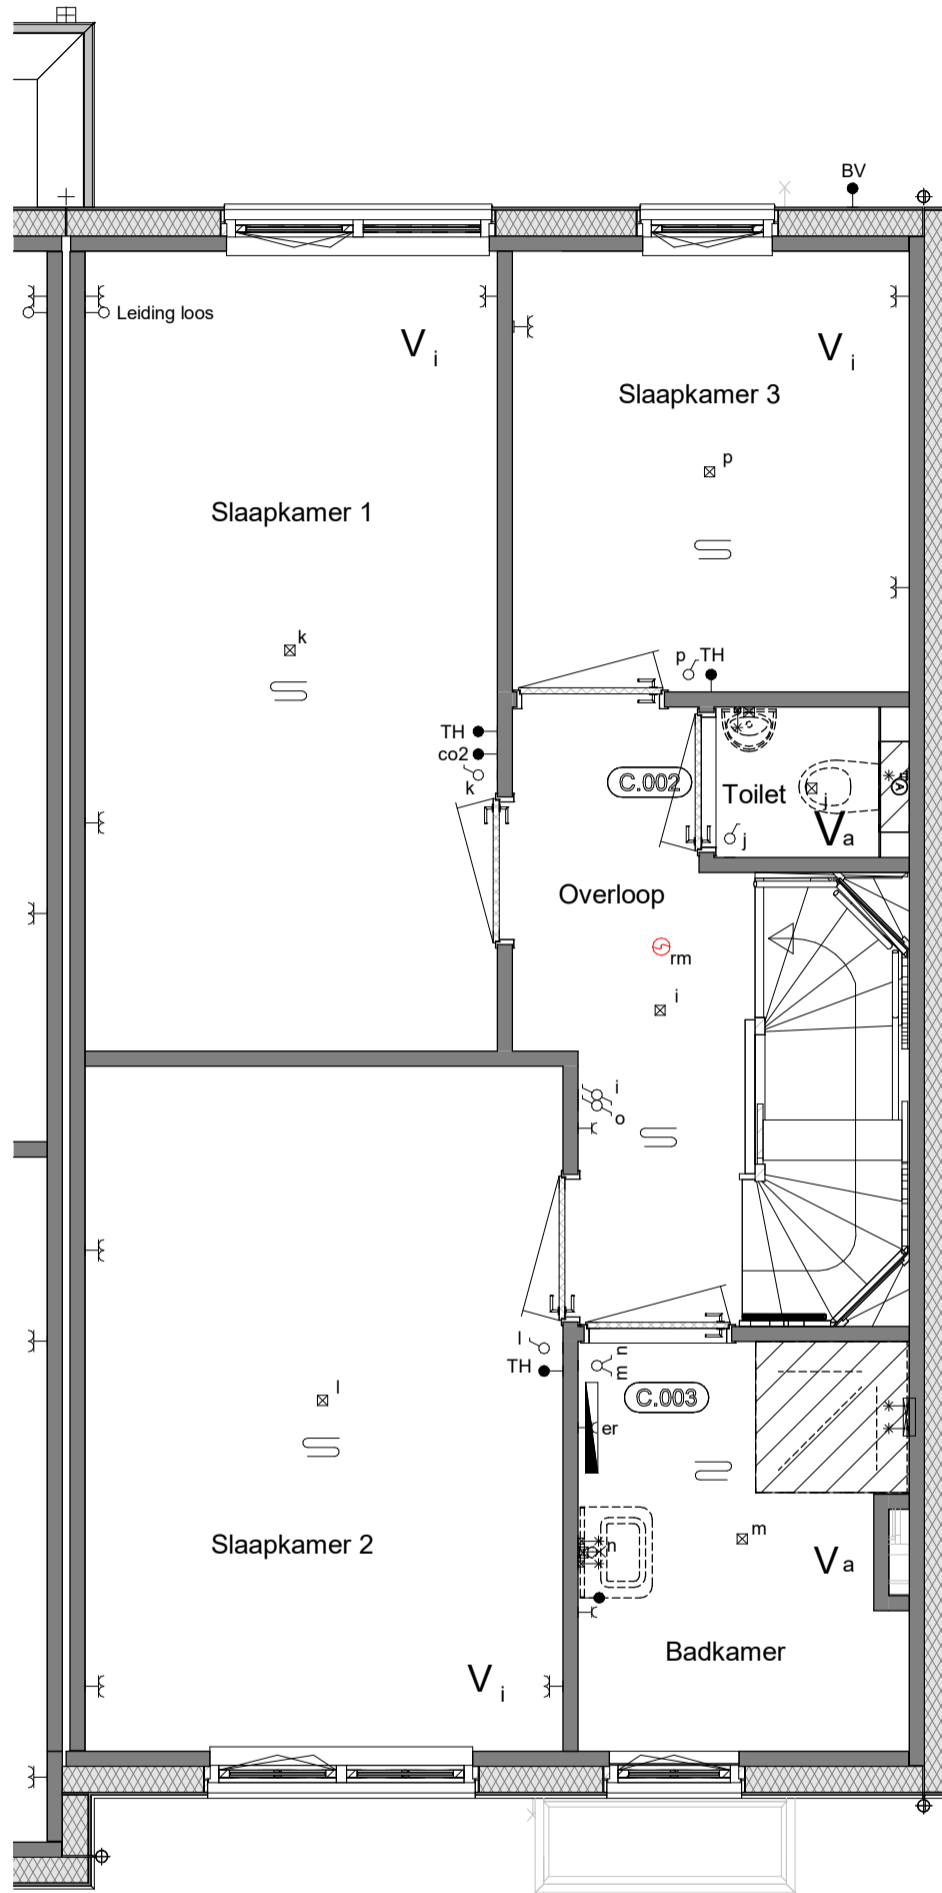 BV
Leiding loos
V i
V i
Slaapkamer 3
p
Slaapkamer 1
k
p TH
TH
co2
k
C.002
Toilet
j
A
V a
j
Overloop
rm
i
i
o
l
TH
n
m
C.003
l
er
n
m
Slaapkamer 2
V a
Badkamer
V i